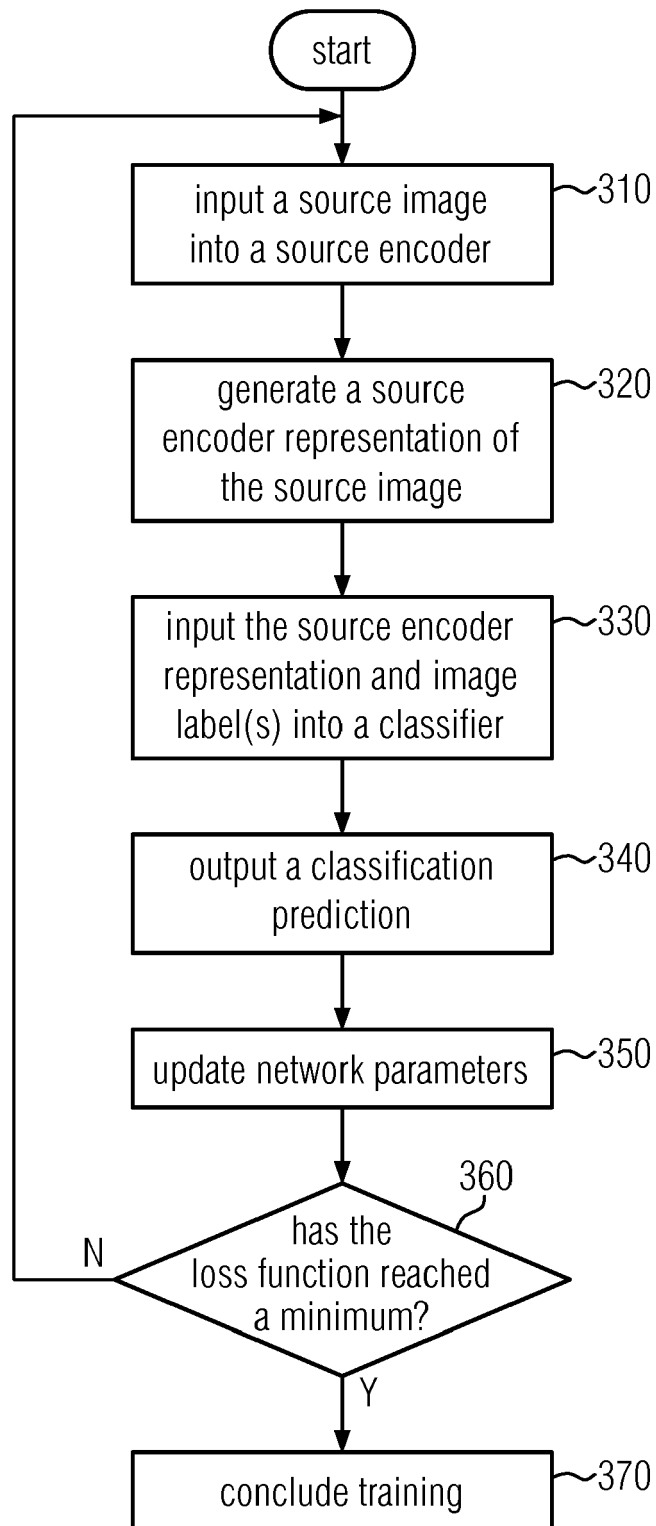 start
input a source image
into a source encoder
310
generate a source
encoder representation of
the source image
320
input the source encoder
representation and image
label(s) into a classifier
330
output a classification
prediction
340
update network parameters
350
360
has the
loss function reached
a minimum?
N
Y
conclude training
370